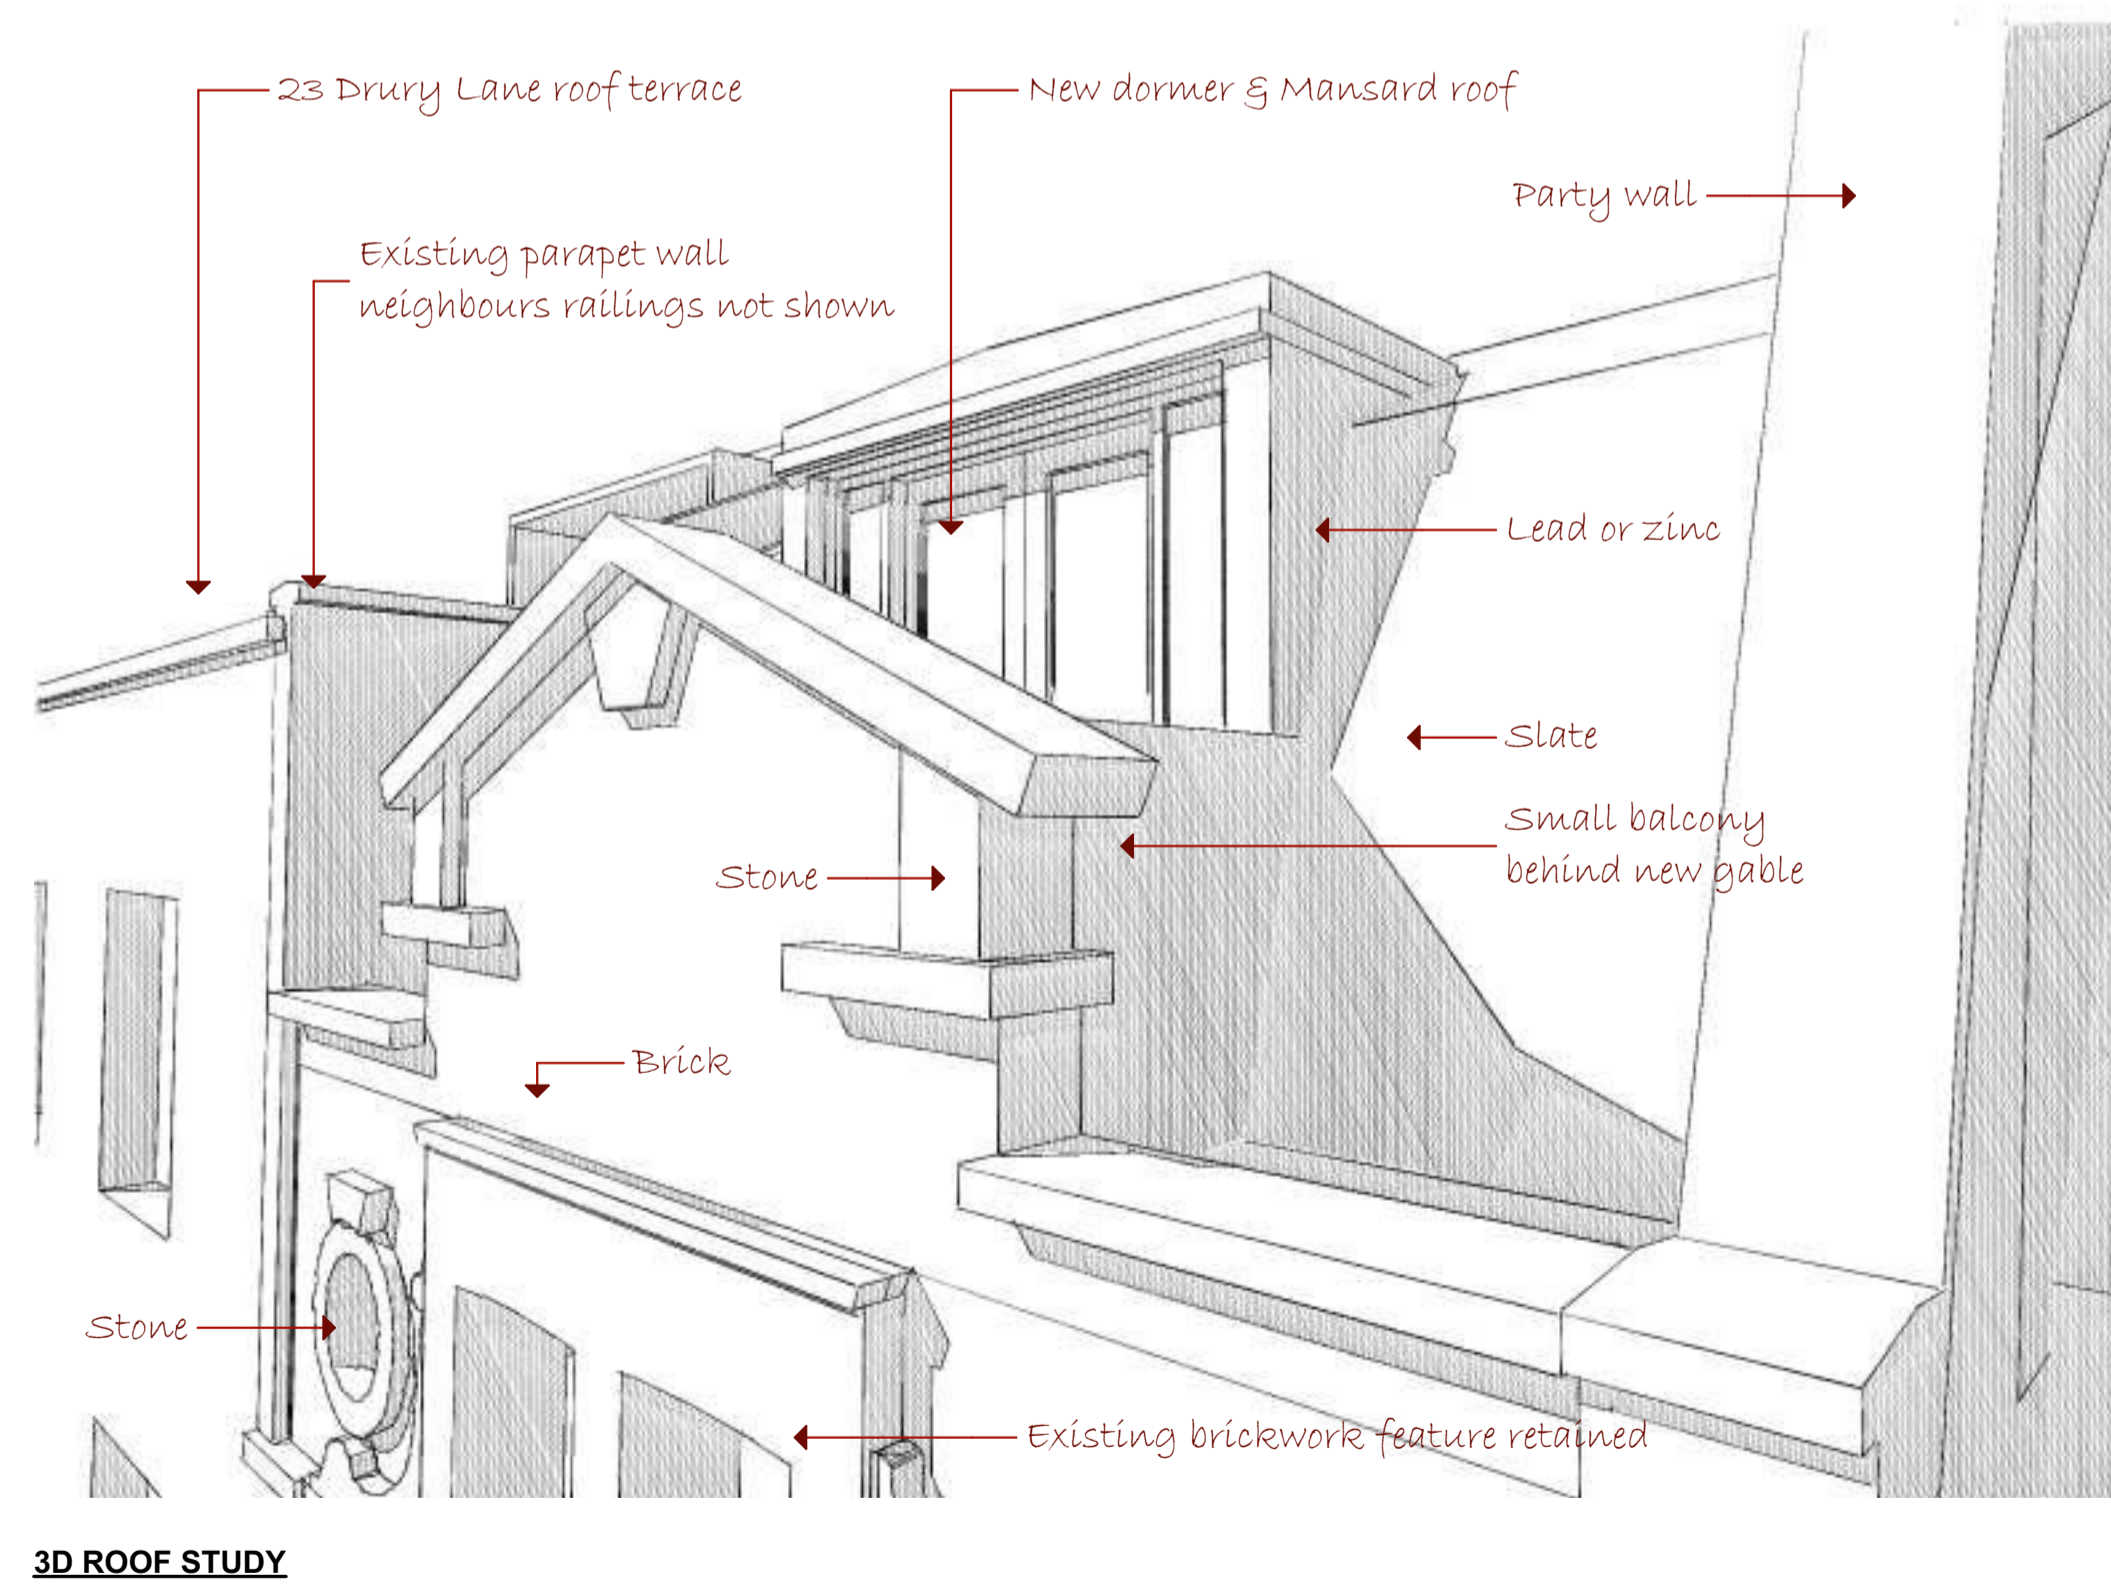 23 Drury Lane roof terrace
New dormer & Mansard roof
Party wall
Existing parapet wall
neighbours railings not shown
Lead or zinc
Slate
Small balcony
behind new gable
Stone
Brick
Stone
Existing brickwork feature retained
3D ROOF STUDY